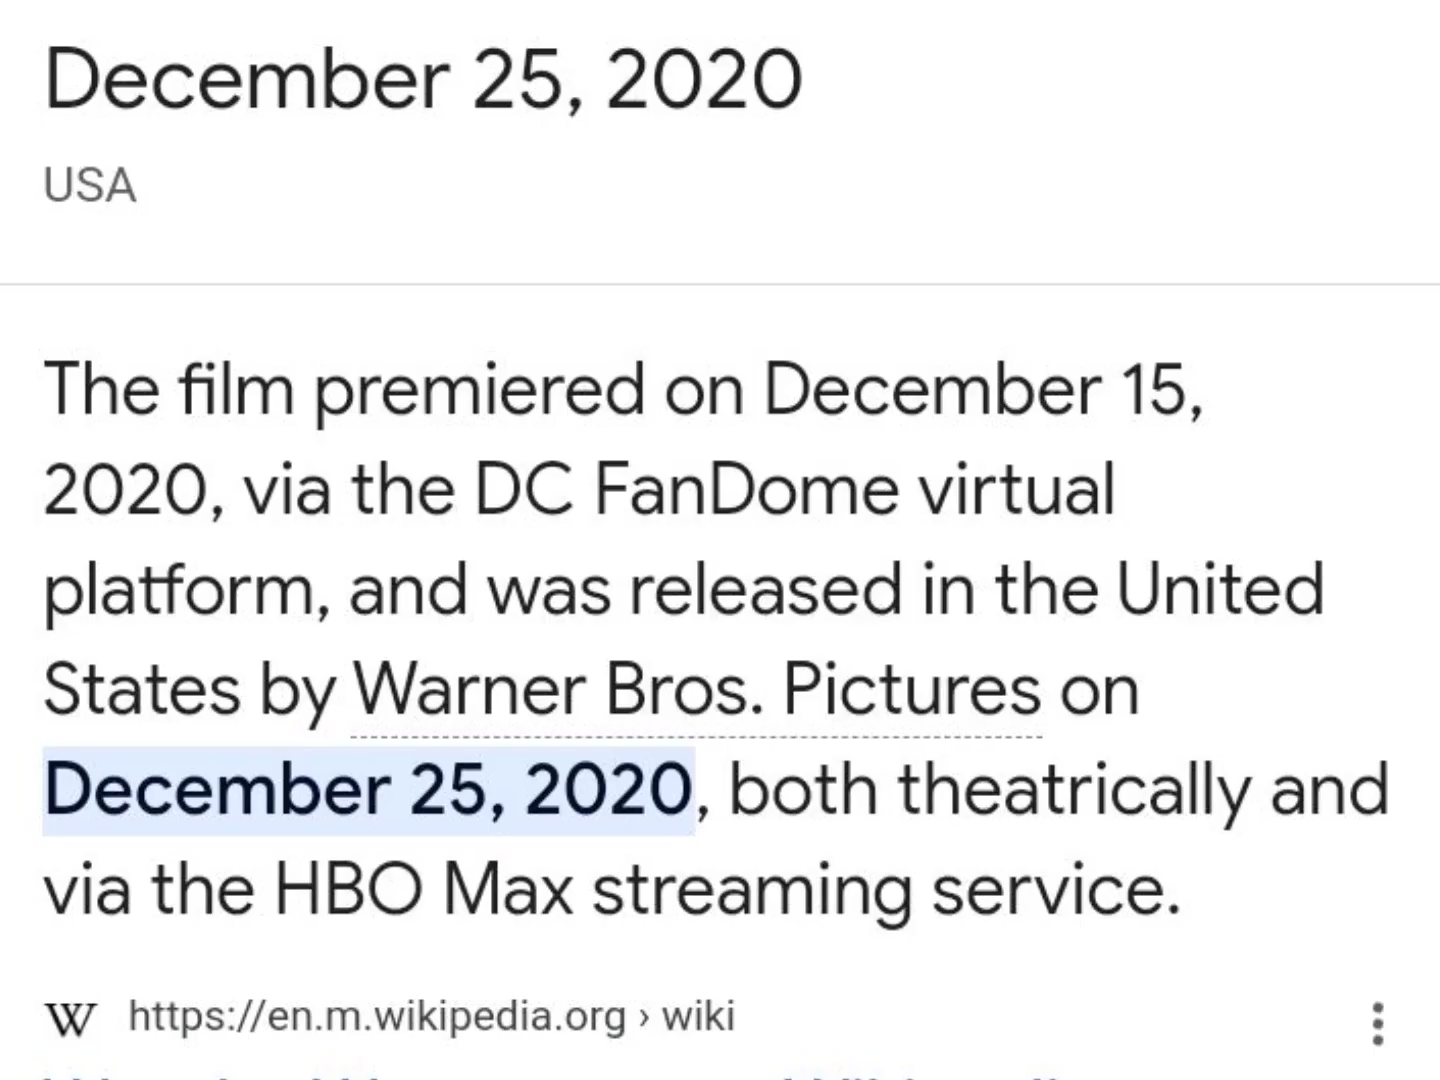 December 25, 2020
USA
The film premiered on December 15,
2020, via the DC FanDome virtual
platform, and was released in the United
States by Warner Bros. Pictures on
December 25, 2020, both theatrically and
via the HBO Max streaming service.
W https://en.m.wikipedia.org › wiki